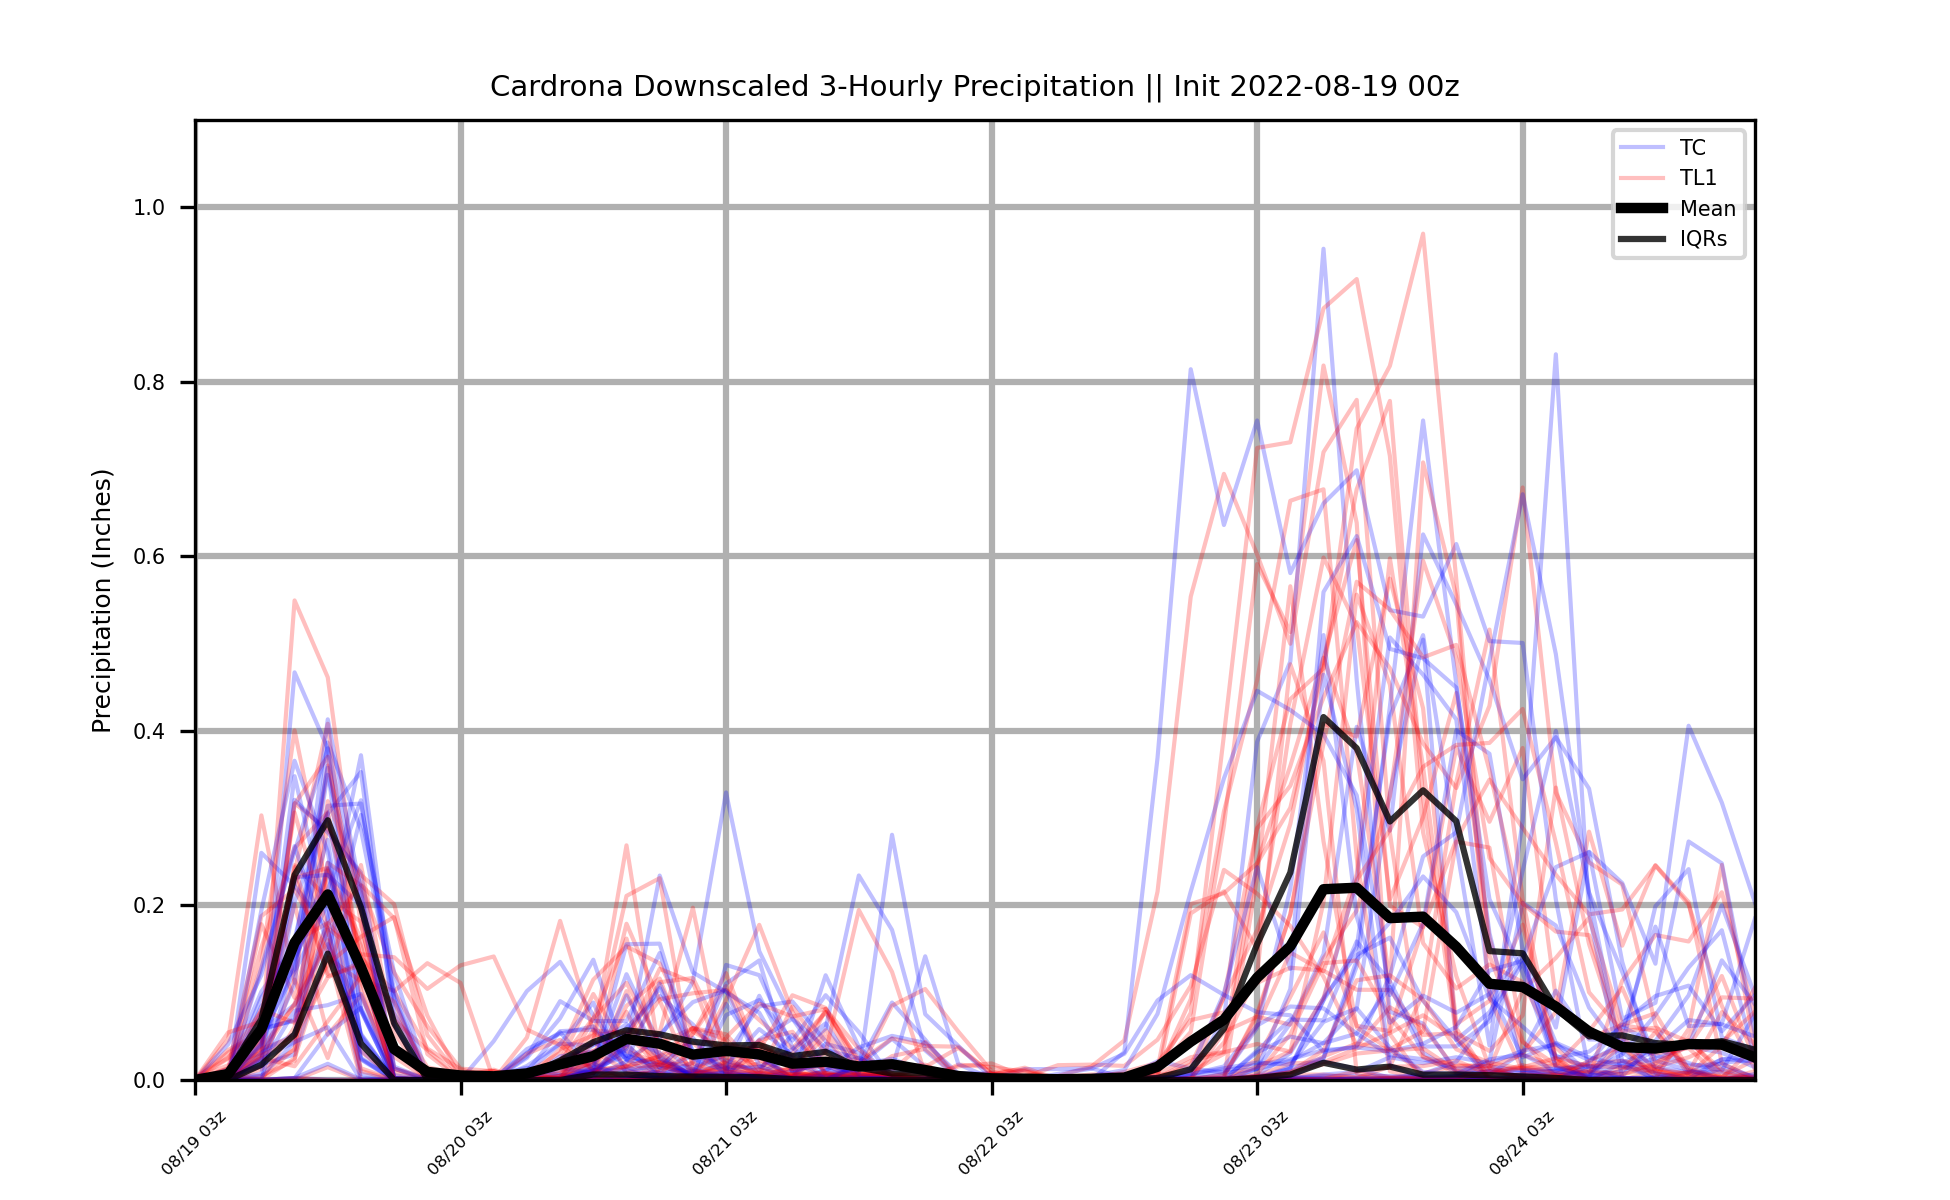 Cardrona Downscaled 3-Hourly Precipitation || Init 2022-08-19 00z
TC
TL1
Mean
IQRs
Precipitation (Inches)
1.0
0.8
0.6
0.4
0.2
0.0
08/19 03z
08/20 03z
08/21 03z
08/22 03z
08/23 03z
08/24 03z